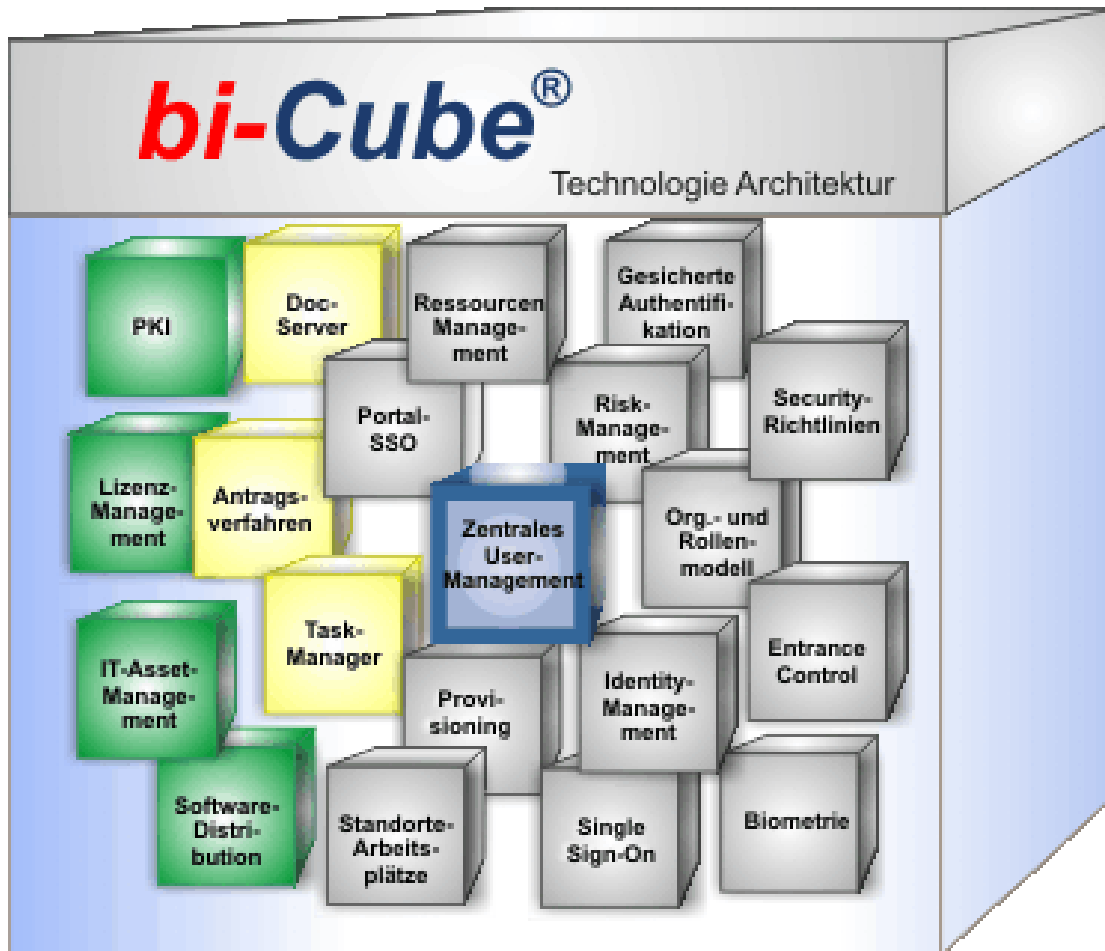 bi-Cube®
Technologie Architektur
PKI
Doc-
Server
Ressourcen
Manage-
ment
Gesicherte
Authentifi-
kation
Portal-
SSO
Risk-
Manage-
ment
Security-
Richtlinien
Lizenz-
Manage-
ment
Antrags-
verfahren
Zentrales
User-
Management
Org.- und
Rollen-
modell
Task-
Manager
IT-Asset-
Manage-
ment
Provi-
sioning
Identity-
Manage-
ment
Entrance
Control
Software-
Distri-
bution
Standorte-
Arbeits-
plätze
Single
Sign-On
Biometrie